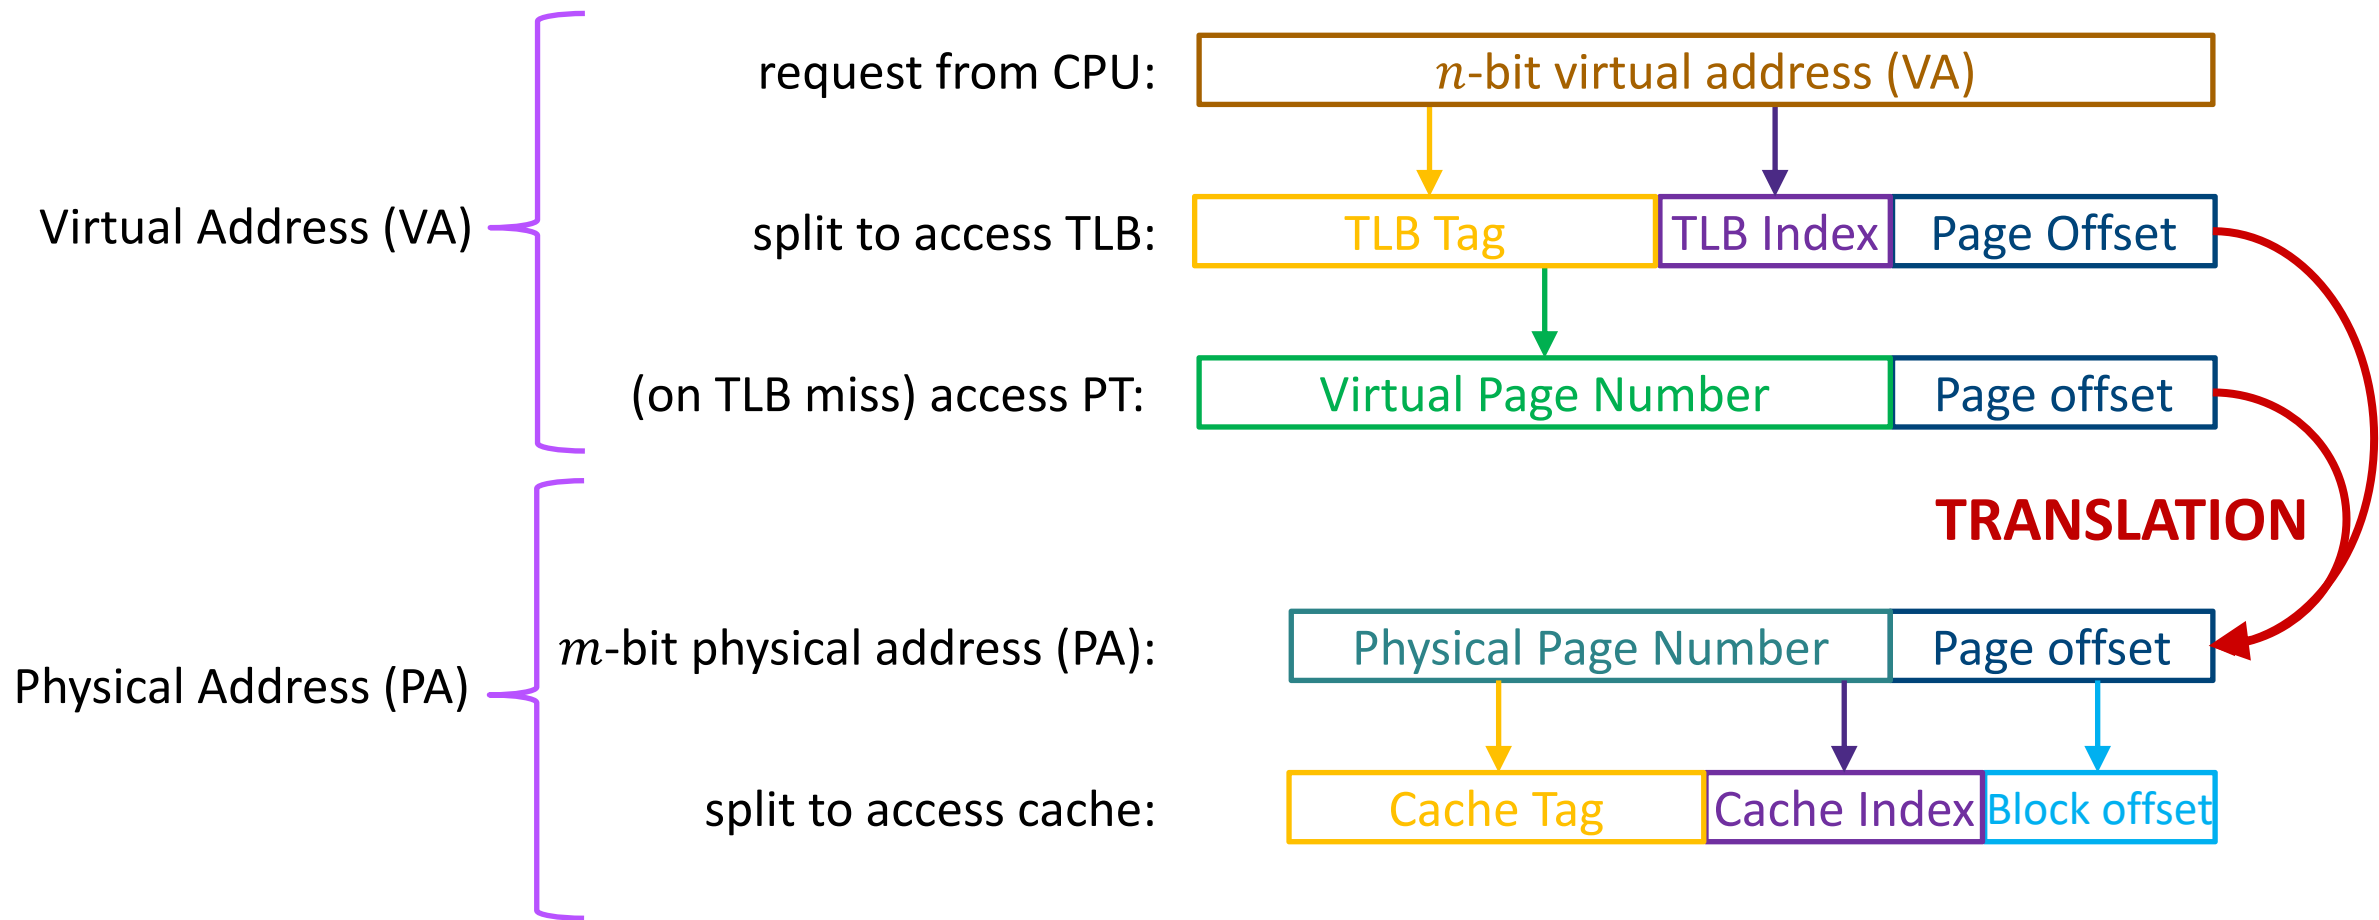 request from CPU: n-bit virtual address (VA)
Virtual Address (VA)
split to access TLB: TLB Tag TLB Index Page Offset
(on TLB miss) access PT: Virtual Page Number Page offset
TRANSLATION
m-bit physical address (PA): Physical Page Number Page offset
Physical Address (PA)
split to access cache: Cache Tag Cache Index Block offset